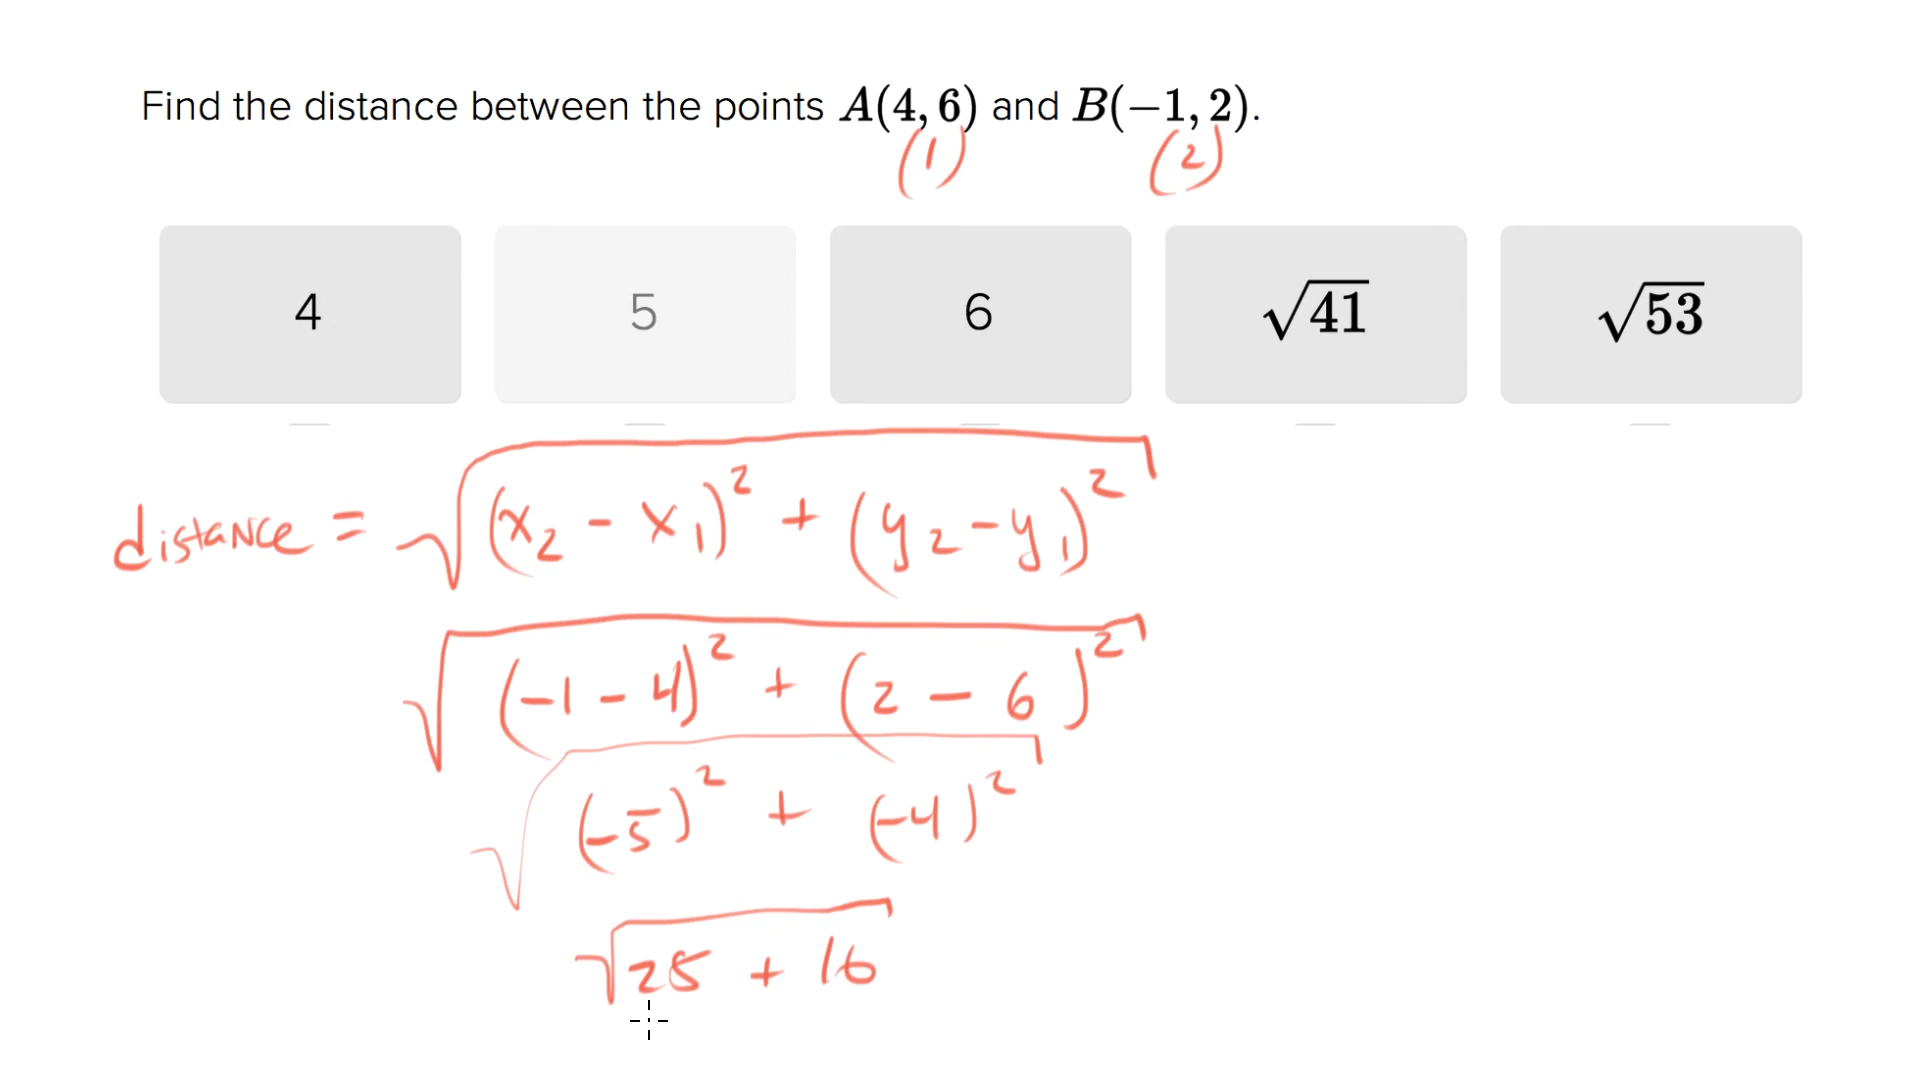 Find the distance between the points A(4, 6) and B(−1, 2).
(1) (2)
4 5 6 √41 √53
distance = √(x₂ - x₁)² + (y₂ - y₁)²
√(-1 - 4)² + (2 - 6)²
√(-5)² + (-4)²
√25 + 16